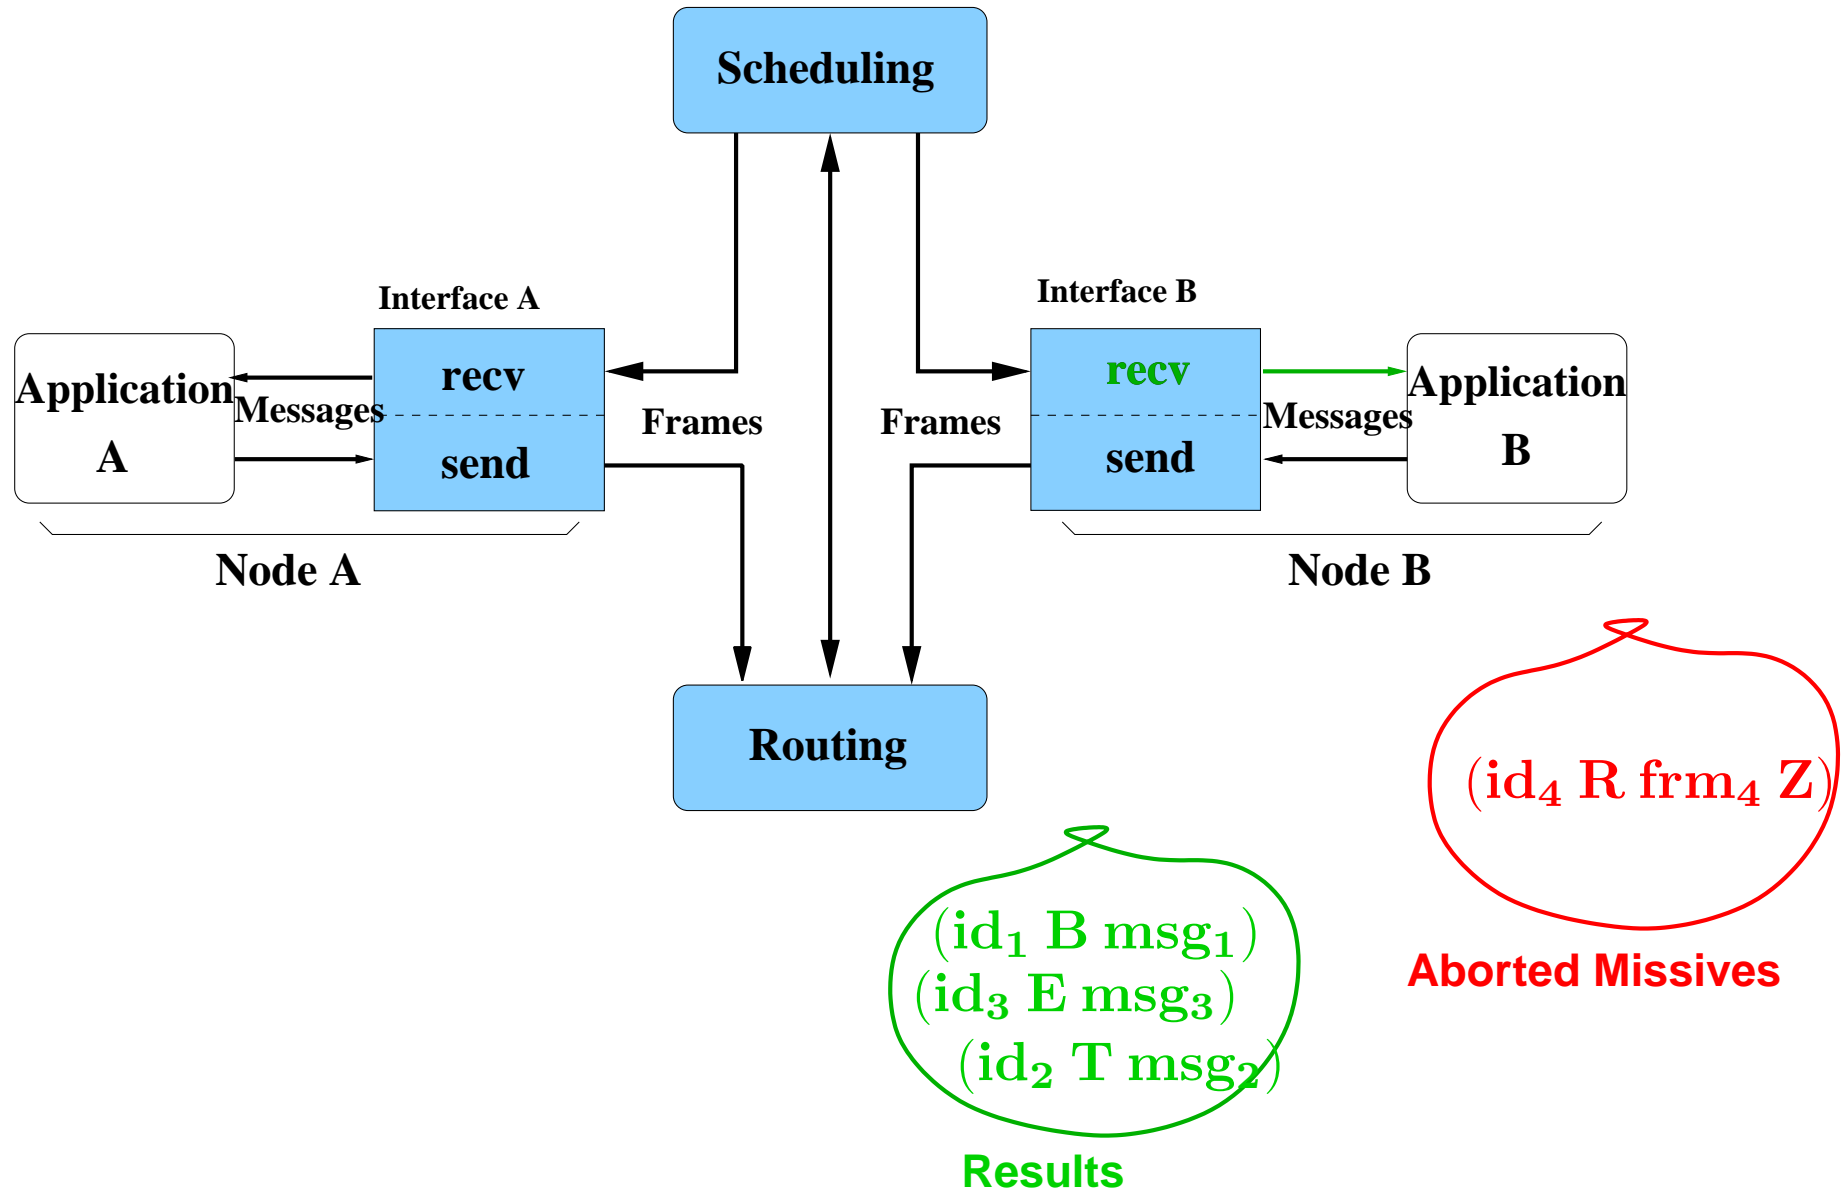 Scheduling
Interface A
Interface B
Application
A
Messages
recv
send
Frames
Frames
recv
send
Messages
Application
B
Node A
Node B
Routing
(id₄ R frm₄ Z)
Aborted Missives
(id₁ B msg₁)
(id₃ E msg₃)
(id₂ T msg₂)
Results